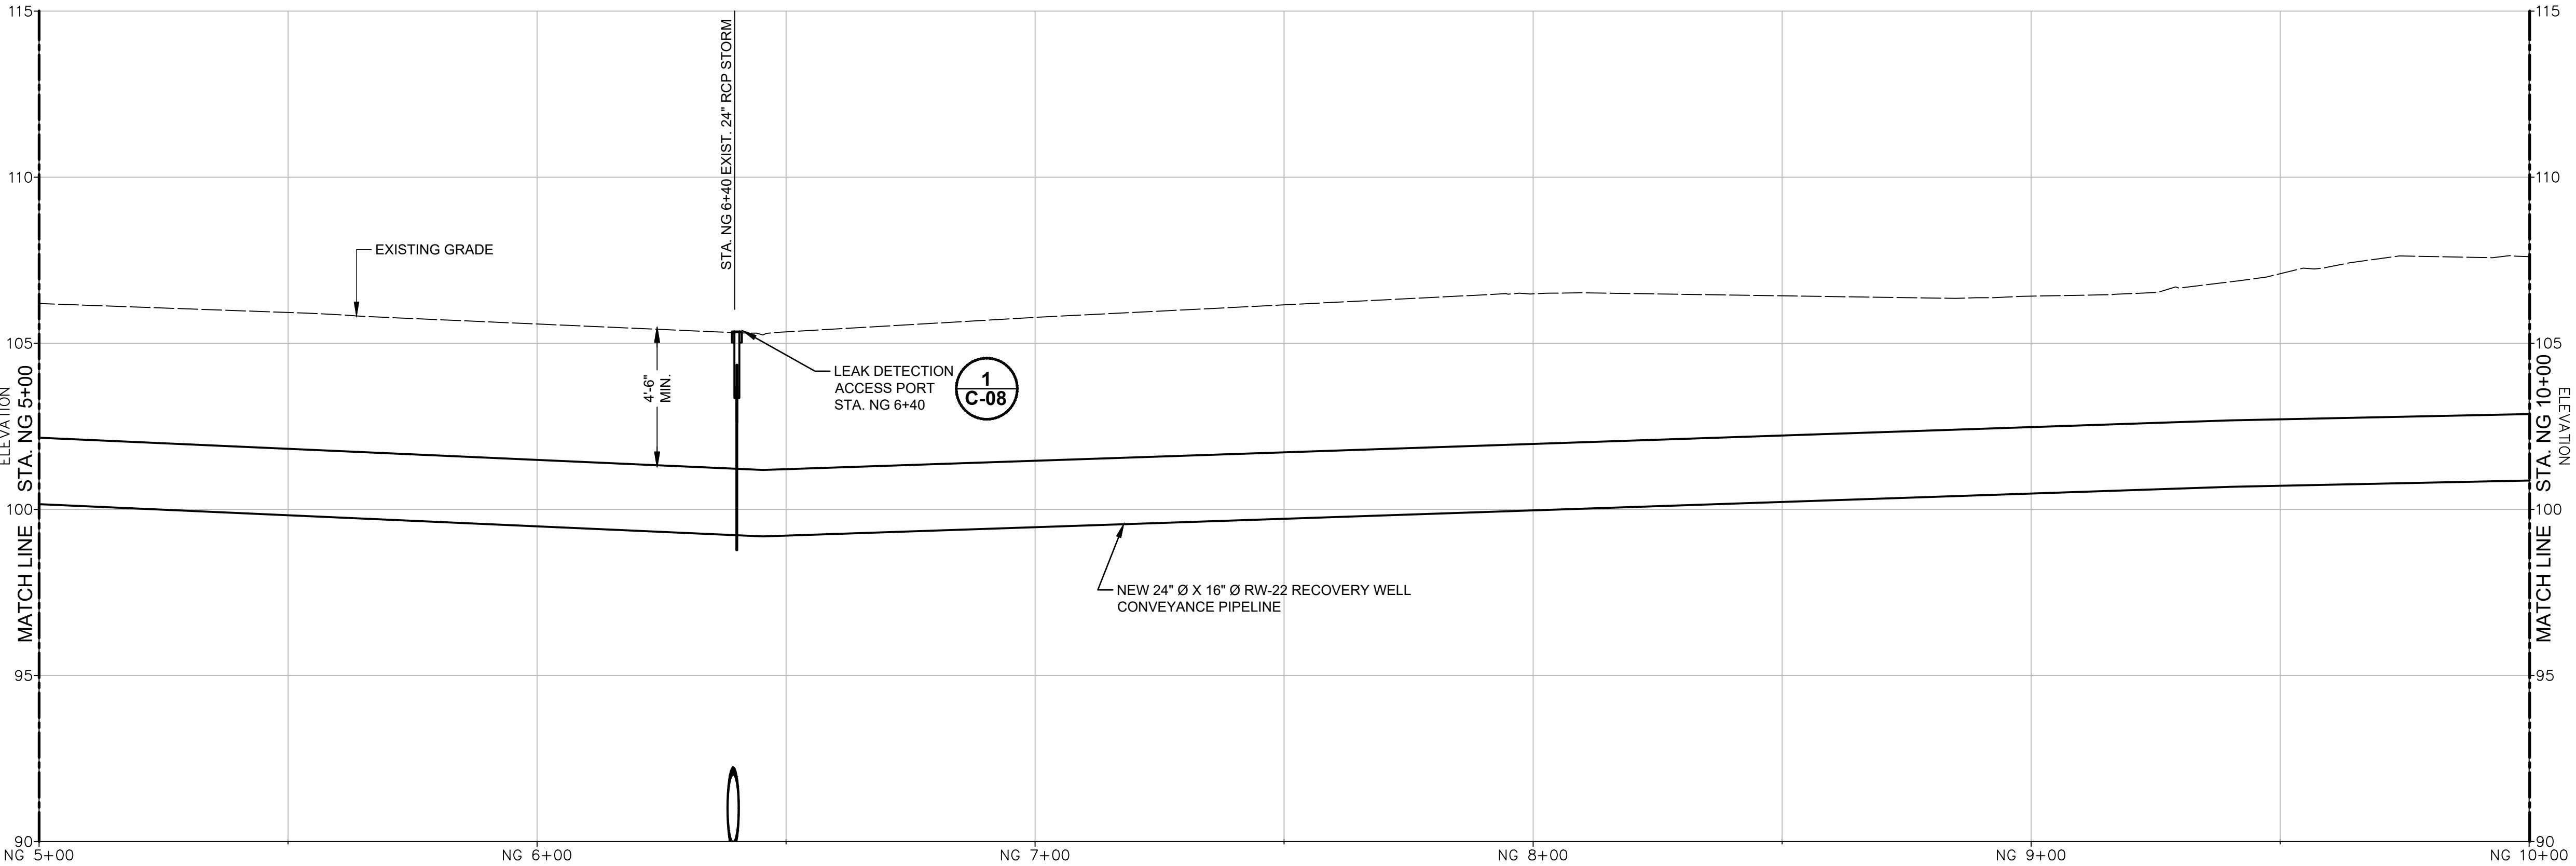 115
115
STA. NG 6+40 EXIST. 24" RCP STORM
110
110
EXISTING GRADE
105
105
4'-6"
MIN.
LEAK DETECTION
ACCESS PORT
STA. NG 6+40
1
C-08
ELEVATION
MATCH LINE STA. NG 5+00
MATCH LINE STA. NG 10+00
ELEVATION
100
100
NEW 24" Ø X 16" Ø RW-22 RECOVERY WELL
CONVEYANCE PIPELINE
95
95
90
90
NG 5+00
NG 6+00
NG 7+00
NG 8+00
NG 9+00
NG 10+00